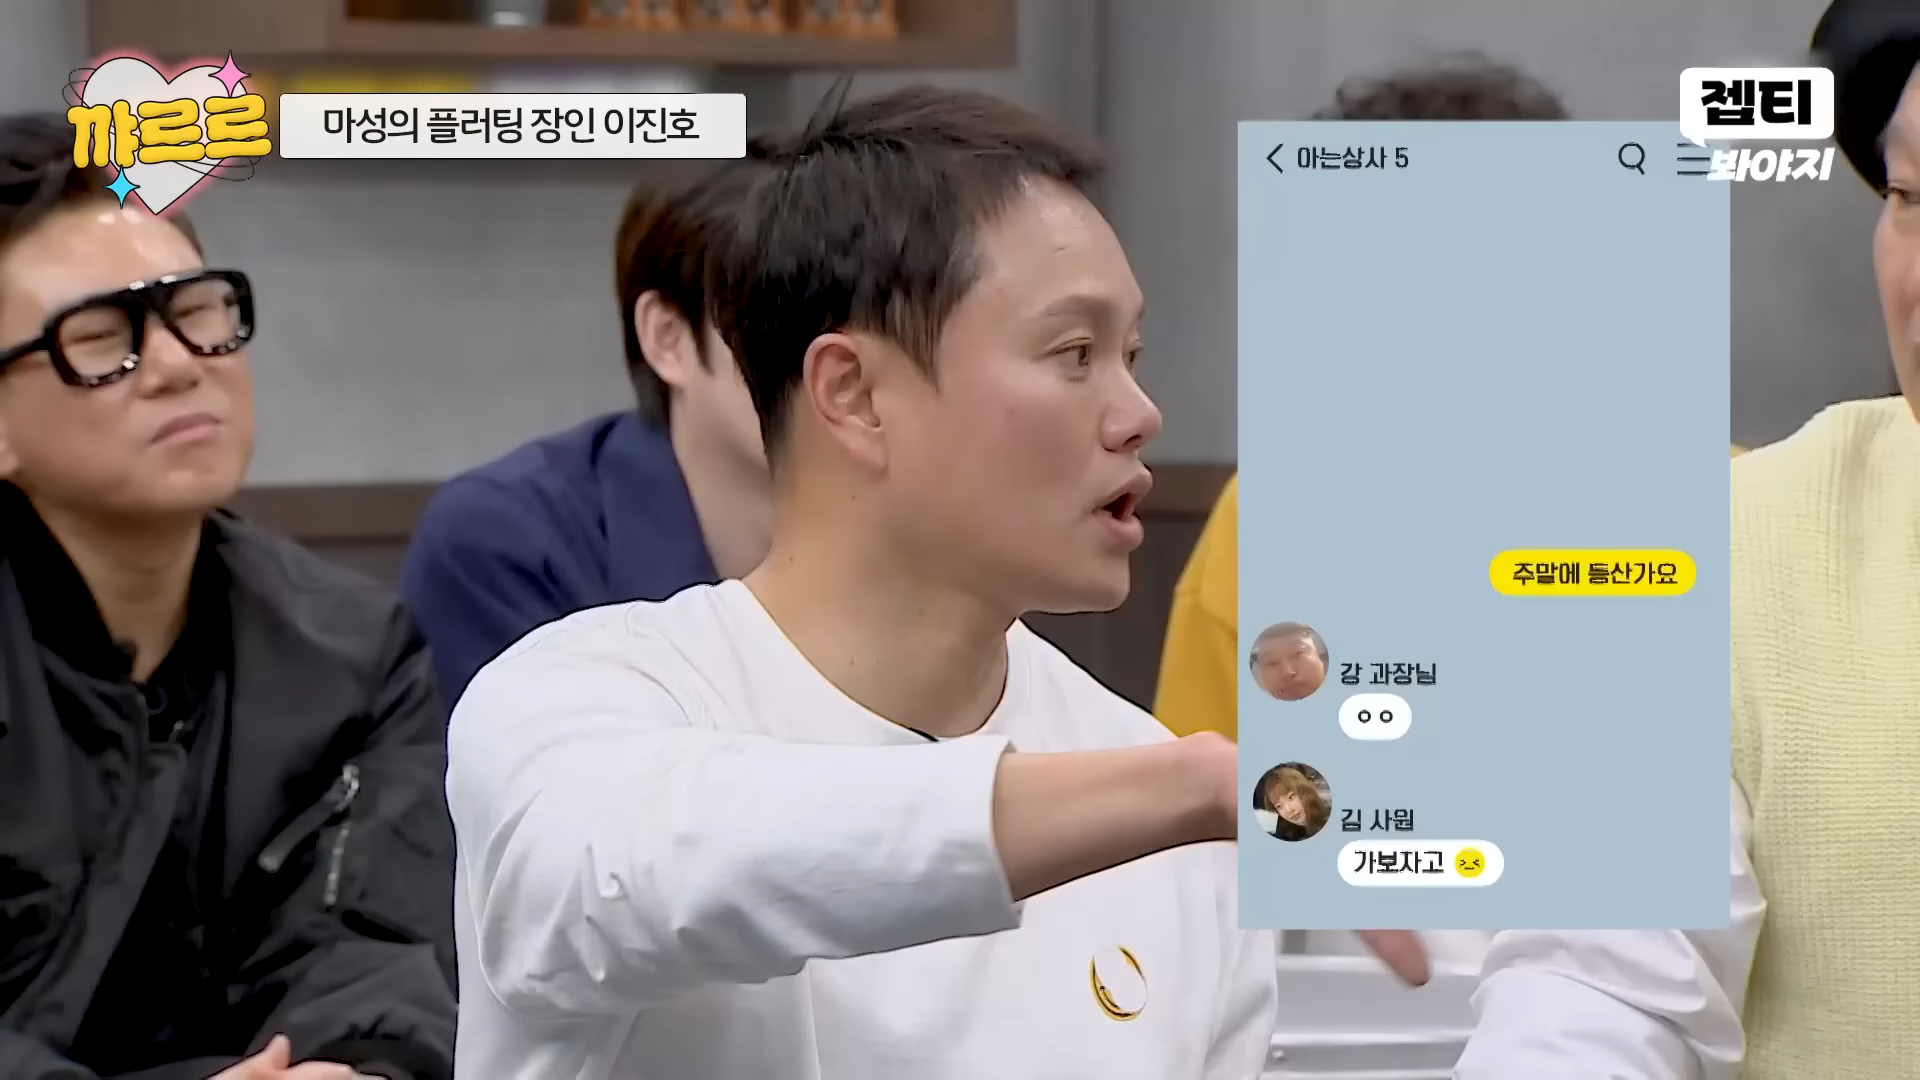 꺄르르
마성의 플러팅 장인 이진호
젭티
봐야지
아는상사 5
주말에 등산가요
강 과장님
ㅇㅇ
김 사원
가보자고